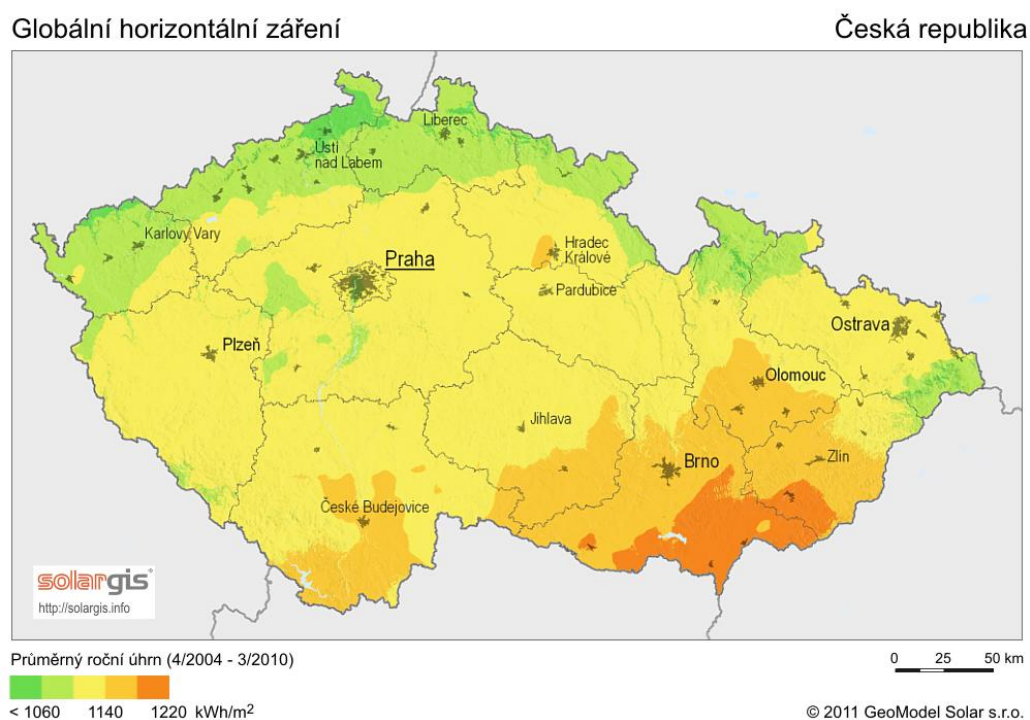 Globální horizontální záření
Česká republika
Liberec
Ústí
nad Labem
Karlovy Vary
Praha
Hradec
Králové
Pardubice
Ostrava
Plzeň
Olomouc
Jihlava
Zlín
Brno
České Budejovice
solargis
http://solargis.info
Průměrný roční úhrn (4/2004 - 3/2010)
0 25 50 km
< 1060 1140 1220 kWh/m²
© 2011 GeoModel Solar s.r.o.